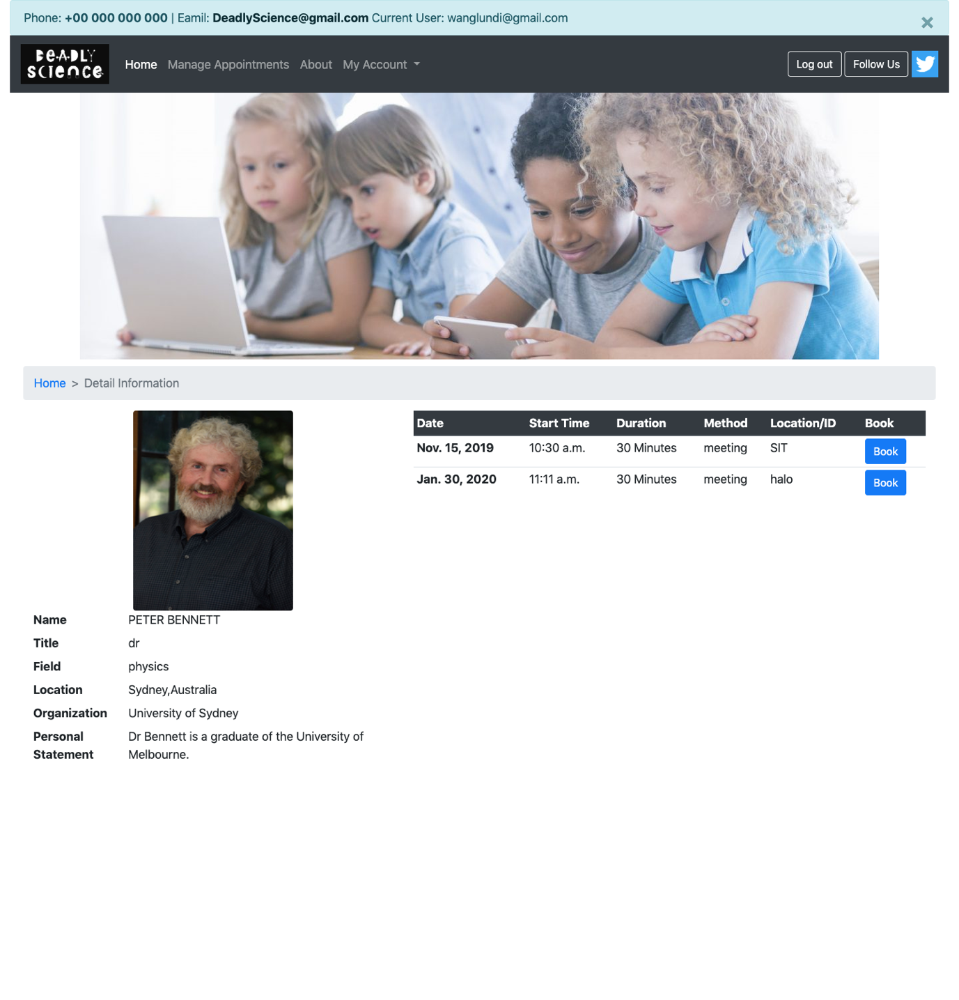 Phone: +00 000 000 000 | Eamil: DeadlyScience@gmail.com Current User: wanglundi@gmail.com ×
DEADLY
science
Home Manage Appointments About My Account Log out Follow Us
Home > Detail Information
Date Start Time Duration Method Location/ID Book
Nov. 15, 2019 10:30 a.m. 30 Minutes meeting SIT Book
Jan. 30, 2020 11:11 a.m. 30 Minutes meeting halo Book
Name PETER BENNETT
Title dr
Field physics
Location Sydney,Australia
Organization University of Sydney
Personal Dr Bennett is a graduate of the University of
Statement Melbourne.